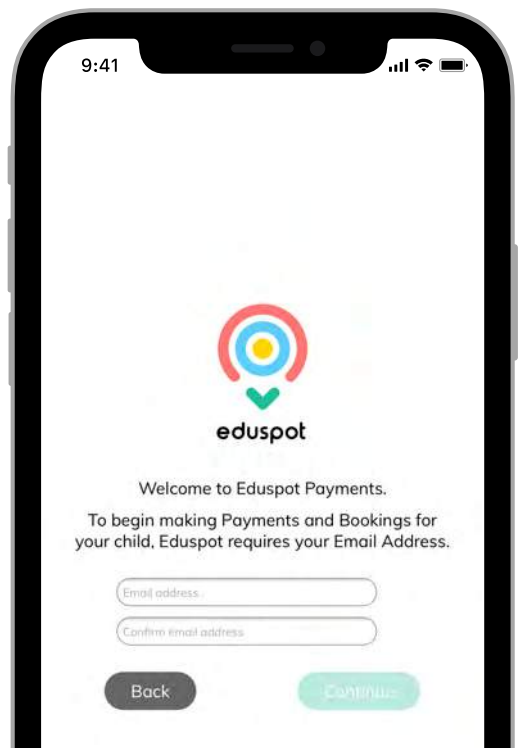 9:41
eduspot
Welcome to Eduspot Payments.
To begin making Payments and Bookings for
your child, Eduspot requires your Email Address.
Email address
Confirm email address
Back Continue